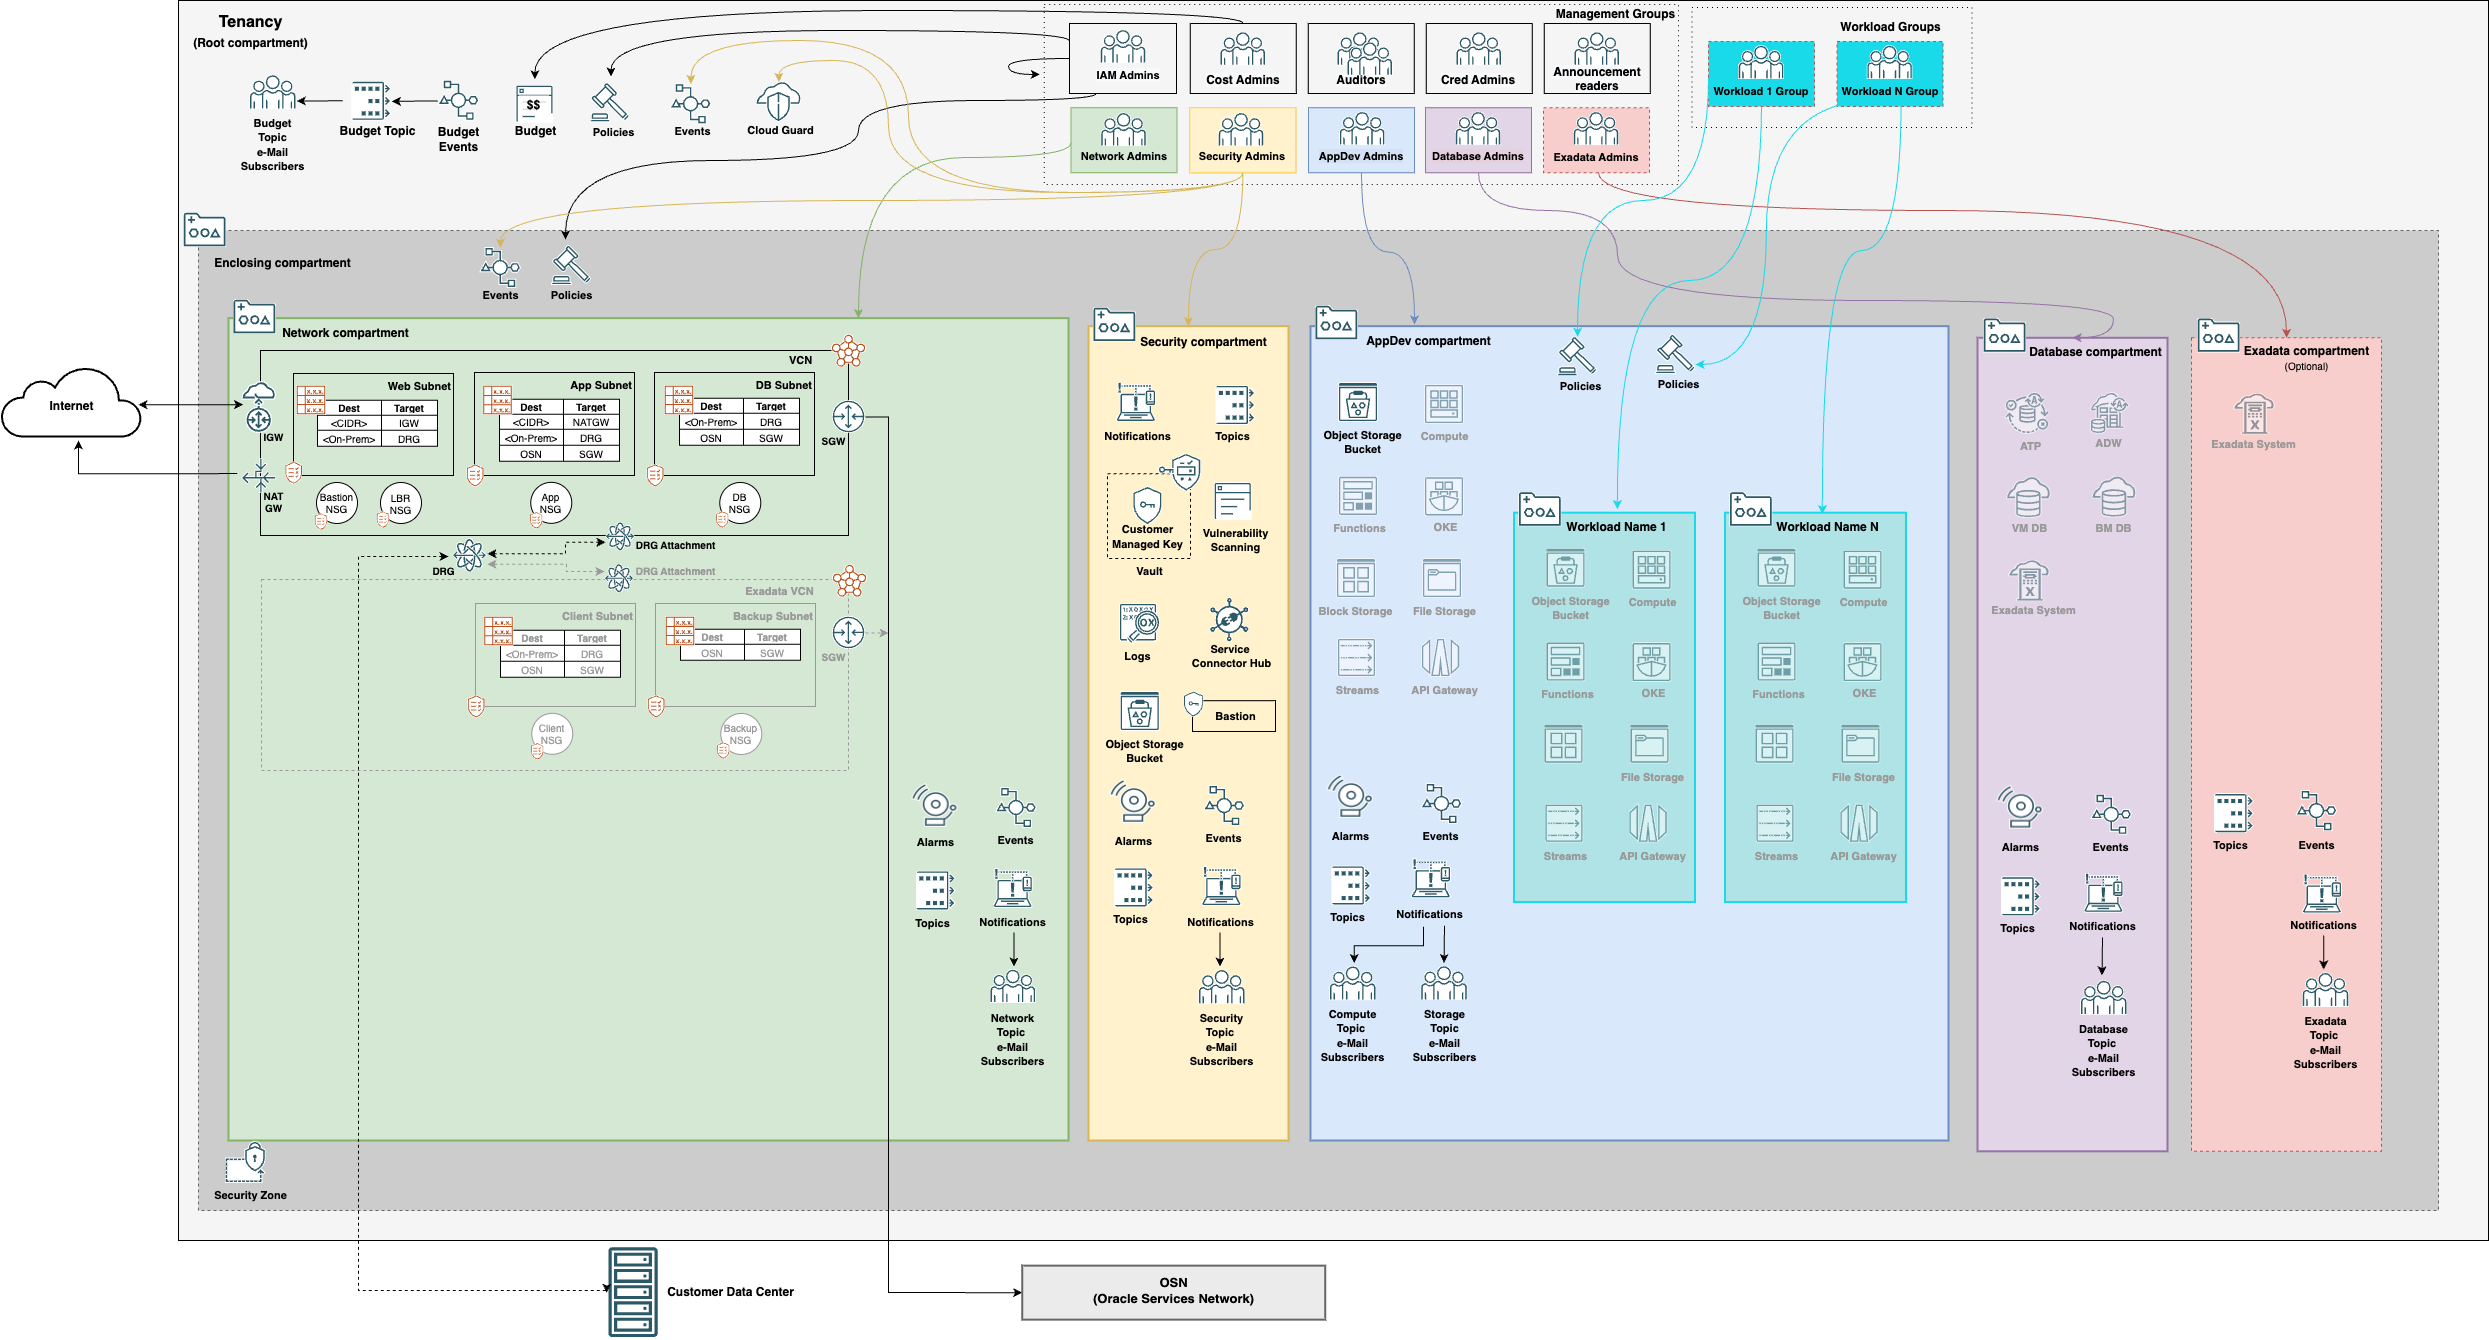 Tenancy
(Root compartment)
Budget
Topic
e-Mail
Subscribers
Budget Topic
Budget
Events
$$
Budget
Policies
Events
Cloud Guard
Management Groups
IAM Admins
Cost Admins
Auditors
Cred Admins
Announcement
readers
Network Admins
Security Admins
AppDev Admins
Database Admins
Exadata Admins
Workload Groups
Workload 1 Group
Workload N Group
Enclosing compartment
Events
Policies
Internet
Network compartment
VCN
IGW
NAT
GW
Web Subnet
Dest Target
<CIDR> IGW
<On-Prem> DRG
App Subnet
Dest Target
<CIDR> NATGW
<On-Prem> DRG
OSN SGW
DB Subnet
Dest Target
<On-Prem> DRG
OSN SGW
SGW
Bastion
NSG
LBR
NSG
App
NSG
DB
NSG
DRG
DRG Attachment
DRG Attachment
Exadata VCN
Client Subnet
Dest Target
<On-Prem> DRG
OSN SGW
Backup Subnet
Dest Target
OSN SGW
SGW
Client
NSG
Backup
NSG
Alarms
Events
Topics
Notifications
Network
Topic
e-Mail
Subscribers
Security compartment
Notifications
Topics
Customer
Managed Key
Vault
Vulnerability
Scanning
Logs
Service
Connector Hub
Object Storage
Bucket
Bastion
Alarms
Events
Topics
Notifications
Security
Topic
e-Mail
Subscribers
AppDev compartment
Policies
Policies
Object Storage
Bucket
Compute
Functions
OKE
Block Storage
File Storage
Streams
API Gateway
Alarms
Events
Topics
Notifications
Compute
Topic
e-Mail
Subscribers
Storage
Topic
e-Mail
Subscribers
Workload Name 1
Object Storage
Bucket
Compute
Functions
OKE
File Storage
Streams
API Gateway
Workload Name N
Object Storage
Bucket
Compute
Functions
OKE
File Storage
Streams
API Gateway
Database compartment
ATP
ADW
VM DB
BM DB
Exadata System
Alarms
Events
Topics
Notifications
Database
Topic
e-Mail
Subscribers
Exadata compartment
(Optional)
Exadata System
Topics
Events
Notifications
Exadata
Topic
e-Mail
Subscribers
Security Zone
Customer Data Center
OSN
(Oracle Services Network)